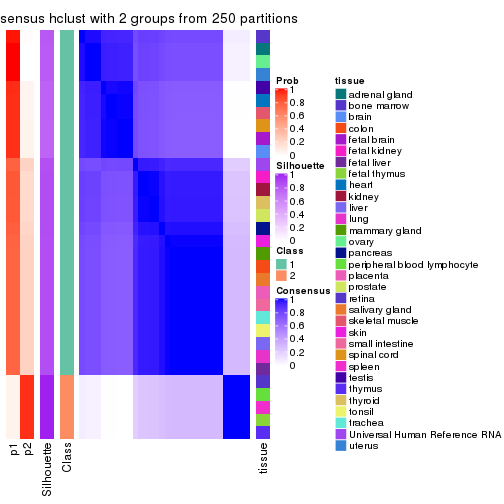 sensus hclust with 2 groups from 250 partitions
Prob
1
0.8
0.6
0.4
0.2
0
Silhouette
1
0.8
0.6
0.4
0.2
0
Class
1
2
Consensus
1
0.8
0.6
0.4
0.2
0
tissue
adrenal gland
bone marrow
brain
colon
fetal brain
fetal kidney
fetal liver
fetal thymus
heart
kidney
liver
lung
mammary gland
ovary
pancreas
peripheral blood lymphocyte
placenta
prostate
retina
salivary gland
skeletal muscle
skin
small intestine
spinal cord
spleen
testis
thymus
thyroid
tonsil
trachea
Universal Human Reference RNA
uterus
p1
p2
Silhouette
Class
tissue